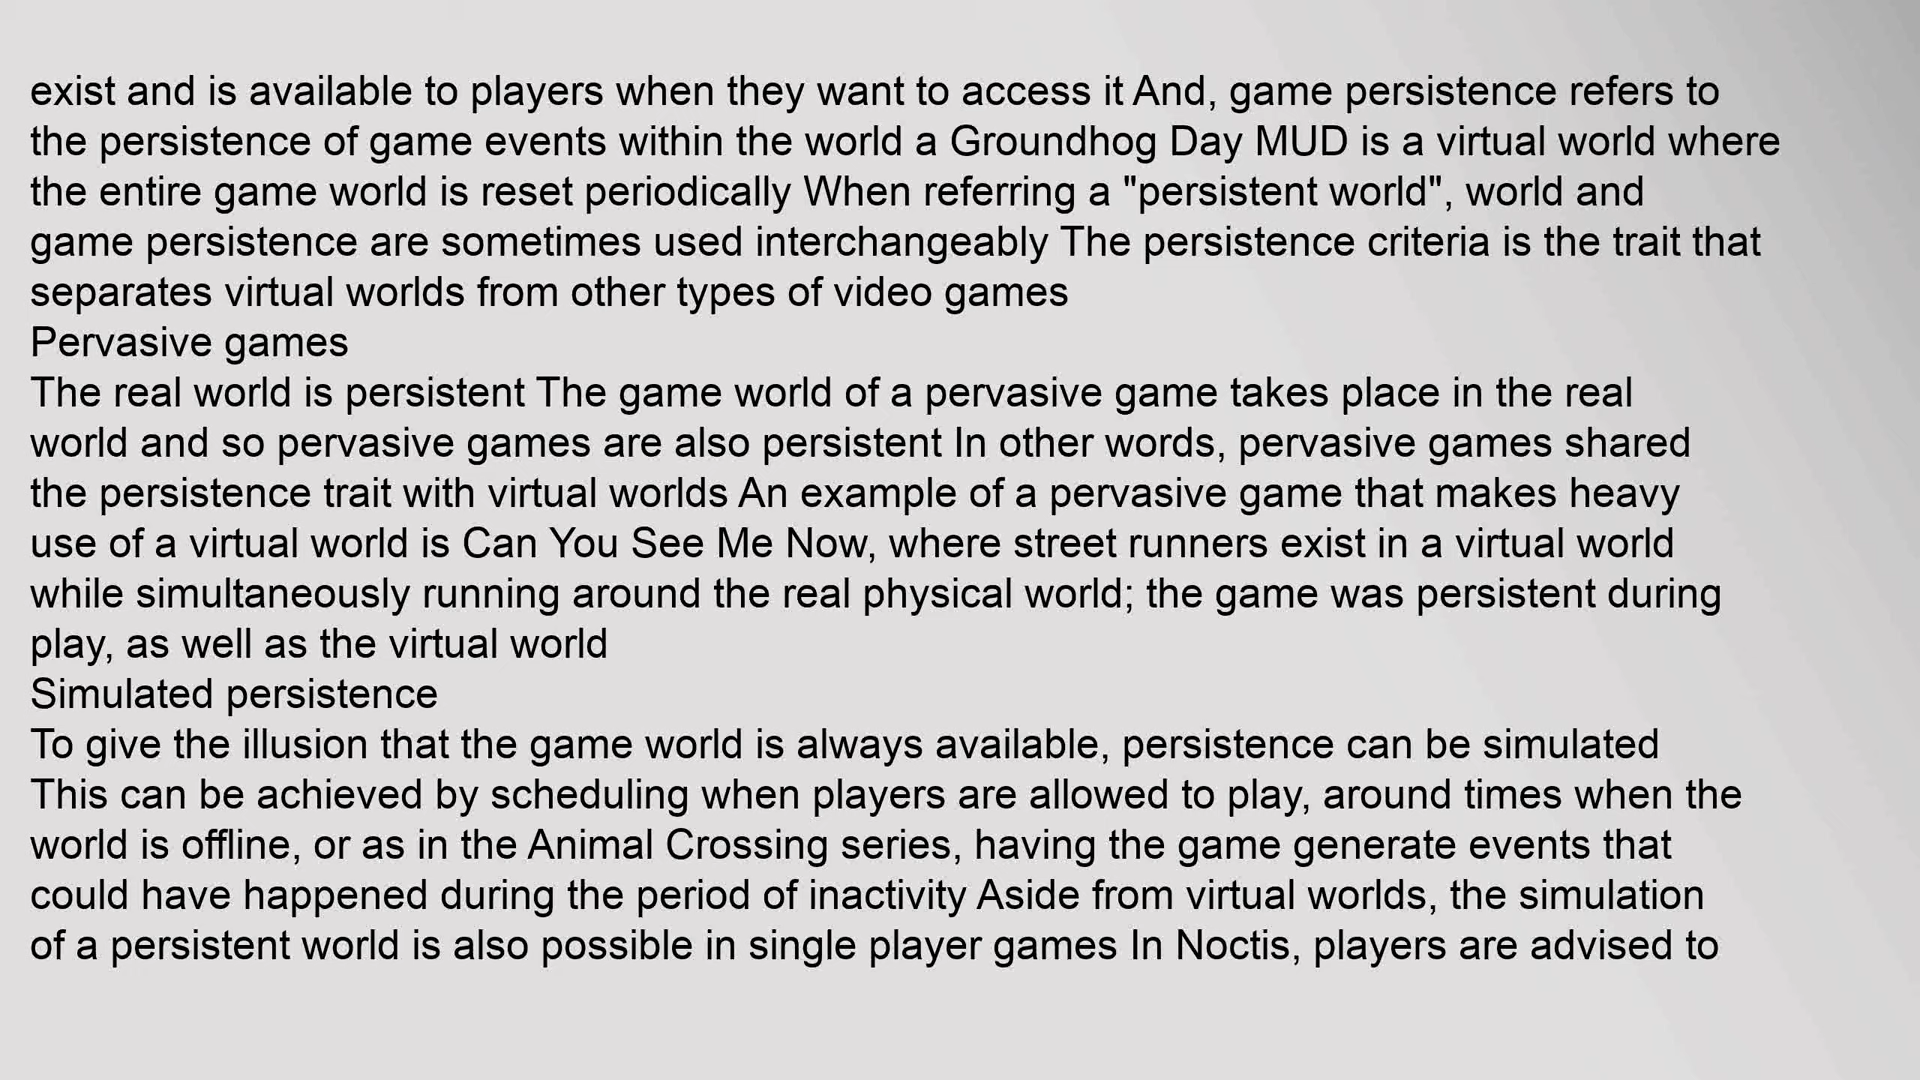 exist and is available to players when they want to access it And, game persistence refers to
the persistence of game events within the world a Groundhog Day MUD is a virtual world where
the entire game world is reset periodically When referring a "persistent world", world and
game persistence are sometimes used interchangeably The persistence criteria is the trait that
separates virtual worlds from other types of video games
Pervasive games
The real world is persistent The game world of a pervasive game takes place in the real
world and so pervasive games are also persistent In other words, pervasive games shared
the persistence trait with virtual worlds An example of a pervasive game that makes heavy
use of a virtual world is Can You See Me Now, where street runners exist in a virtual world
while simultaneously running around the real physical world; the game was persistent during
play, as well as the virtual world
Simulated persistence
To give the illusion that the game world is always available, persistence can be simulated
This can be achieved by scheduling when players are allowed to play, around times when the
world is offline, or as in the Animal Crossing series, having the game generate events that
could have happened during the period of inactivity Aside from virtual worlds, the simulation
of a persistent world is also possible in single player games In Noctis, players are advised to